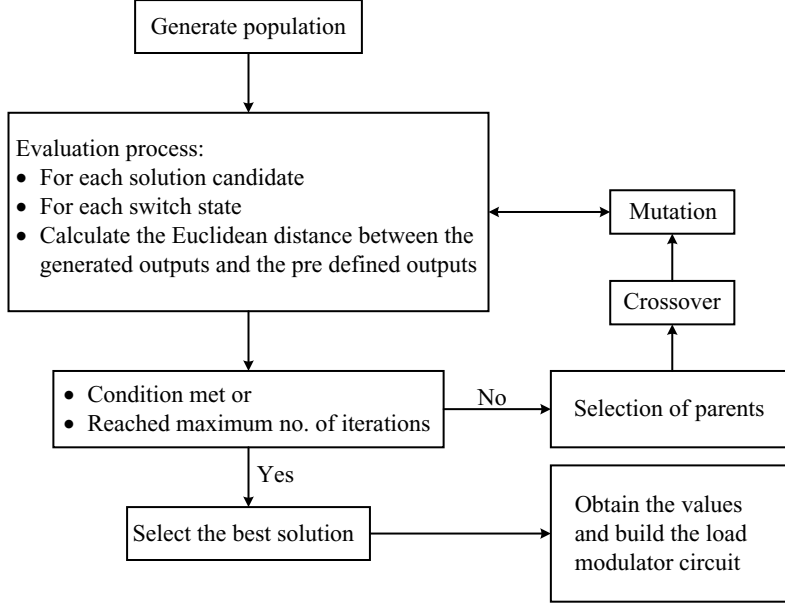 Generate population
Evaluation process:
• For each solution candidate
• For each switch state
• Calculate the Euclidean distance between the
generated outputs and the pre defined outputs
Mutation
Crossover
• Condition met or
• Reached maximum no. of iterations
No
Selection of parents
Yes
Select the best solution
Obtain the values
and build the load
modulator circuit